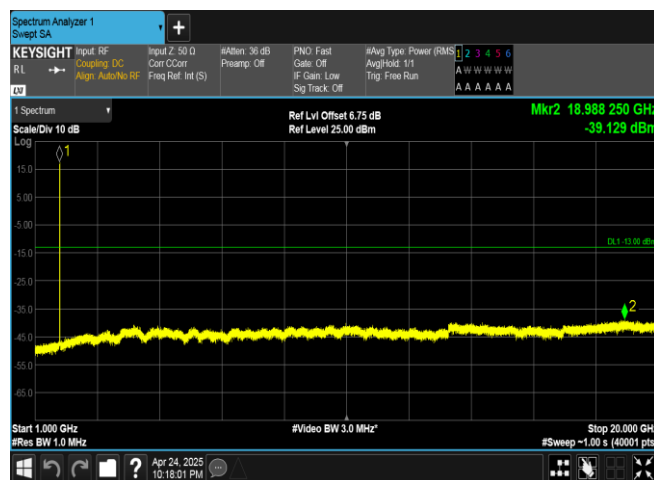 Spectrum Analyzer 1
Swept SA
KEYSIGHT
RL
LXI
Input: RF
Coupling: DC
Align: Auto/No RF
Input Z: 50 Ω
Corr CCorr
Freq Ref: Int (S)
#Atten: 36 dB
Preamp: Off
PNO: Fast
Gate: Off
IF Gain: Low
Sig Track: Off
#Avg Type: Power (RMS
Avg|Hold: 1/1
Trig: Free Run
1 2 3 4 5 6
A W W W W W
A A A A A A
1 Spectrum
Scale/Div 10 dB
Ref Lvl Offset 6.75 dB
Ref Level 25.00 dBm
Mkr2 18.988 250 GHz
-39.129 dBm
Log
1
15.0
5.00
-5.00
DL1 -13.00 dBm
-15.0
-25.0
2
-35.0
-45.0
-55.0
-65.0
Start 1.000 GHz
#Res BW 1.0 MHz
#Video BW 3.0 MHz*
Stop 20.000 GHz
#Sweep ~1.00 s (40001 pts
?
Apr 24, 2025
10:18:01 PM